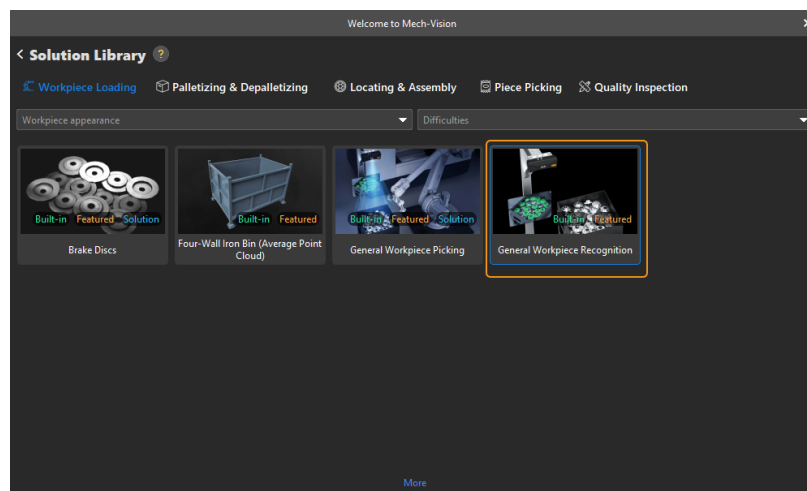 Welcome to Mech-Vision
Solution Library ?
Workpiece Loading Palletizing & Depalletizing Locating & Assembly Piece Picking Quality Inspection
Workpiece appearance Difficulties
Built-in Featured Solution
Brake Discs
Built-in Featured
Four-Wall Iron Bin (Average Point
Cloud)
Built-in Featured Solution
General Workpiece Picking
Built-in Featured
General Workpiece Recognition
More